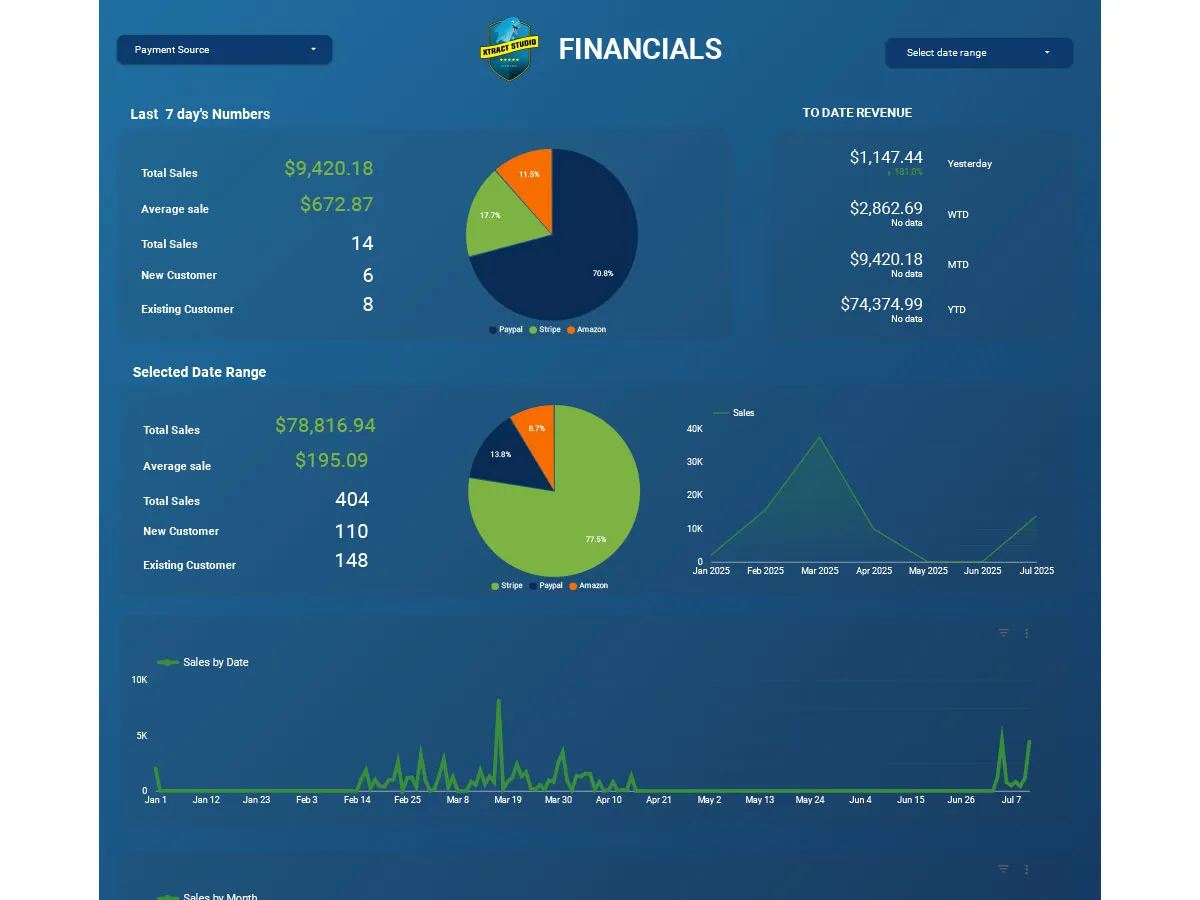 Payment Source
XTRACT STUDIO
FINANCIALS
Select date range
Last 7 day's Numbers
Total Sales $9,420.18
Average sale $672.87
Total Sales 14
New Customer 6
Existing Customer 8
11.5%
17.7%
70.8%
Paypal Stripe Amazon
TO DATE REVENUE
$1,147.44 Yesterday
181.0%
$2,862.69 WTD
No data
$9,420.18 MTD
No data
$74,374.99 YTD
No data
Selected Date Range
Total Sales $78,816.94
Average sale $195.09
Total Sales 404
New Customer 110
Existing Customer 148
8.7%
13.8%
77.5%
Stripe Paypal Amazon
Sales
40K
30K
20K
10K
0
Jan 2025 Feb 2025 Mar 2025 Apr 2025 May 2025 Jun 2025 Jul 2025
Sales by Date
10K
5K
0
Jan 1 Jan 12 Jan 23 Feb 3 Feb 14 Feb 25 Mar 8 Mar 19 Mar 30 Apr 10 Apr 21 May 2 May 13 May 24 Jun 4 Jun 15 Jun 26 Jul 7
Sales by Month